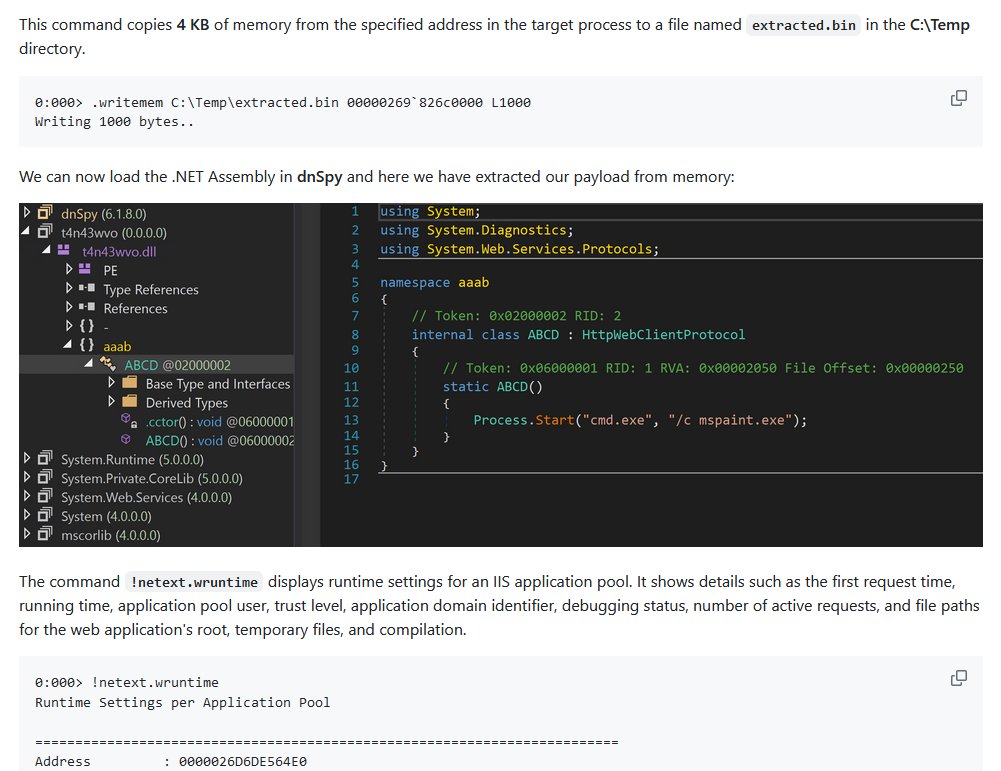 This command copies 4 KB of memory from the specified address in the target process to a file named extracted.bin in the C:\Temp
directory.
0:000> .writemem C:\Temp\extracted.bin 00000269`826c0000 L1000
Writing 1000 bytes..
We can now load the .NET Assembly in dnSpy and here we have extracted our payload from memory:
dnSpy (6.1.8.0)
t4n43wvo (0.0.0.0)
t4n43wvo.dll
PE
Type References
References
{ } -
{ } aaab
ABCD @02000002
Base Type and Interfaces
Derived Types
.cctor() : void @06000001
ABCD() : void @06000002
System.Runtime (5.0.0.0)
System.Private.CoreLib (5.0.0.0)
System.Web.Services (4.0.0.0)
System (4.0.0.0)
mscorlib (4.0.0.0)
1 using System;
2 using System.Diagnostics;
3 using System.Web.Services.Protocols;
4
5 namespace aaab
6 {
7 // Token: 0x02000002 RID: 2
8 internal class ABCD : HttpWebClientProtocol
9 {
10 // Token: 0x06000001 RID: 1 RVA: 0x00002050 File Offset: 0x00000250
11 static ABCD()
12 {
13 Process.Start("cmd.exe", "/c mspaint.exe");
14 }
15 }
16 }
17
The command !netext.wruntime displays runtime settings for an IIS application pool. It shows details such as the first request time,
running time, application pool user, trust level, application domain identifier, debugging status, number of active requests, and file paths
for the web application's root, temporary files, and compilation.
0:000> !netext.wruntime
Runtime Settings per Application Pool
=========================================================================
Address : 0000026D6DE564E0